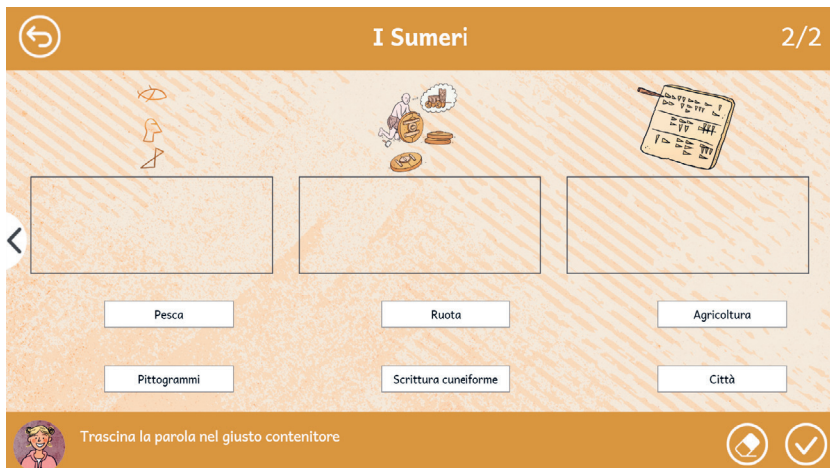 I Sumeri
2/2
Pesca
Ruota
Agricoltura
Pittogrammi
Scrittura cuneiforme
Città
Trascina la parola nel giusto contenitore